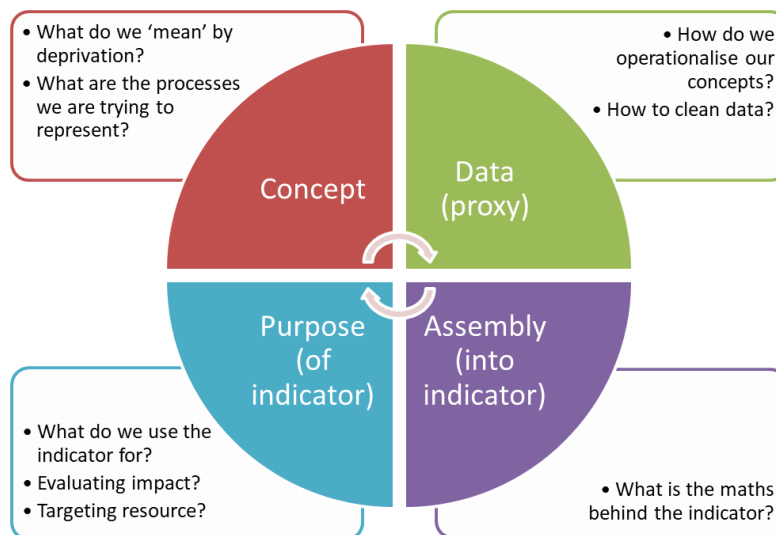 • What do we ‘mean’ by
deprivation?
• What are the processes
we are trying to
represent?
• How do we
operationalise our
concepts?
• How to clean data?
Concept
Data
(proxy)
Purpose
(of
indicator)
Assembly
(into
indicator)
• What do we use the
indicator for?
• Evaluating impact?
• Targeting resource?
• What is the maths
behind the indicator?